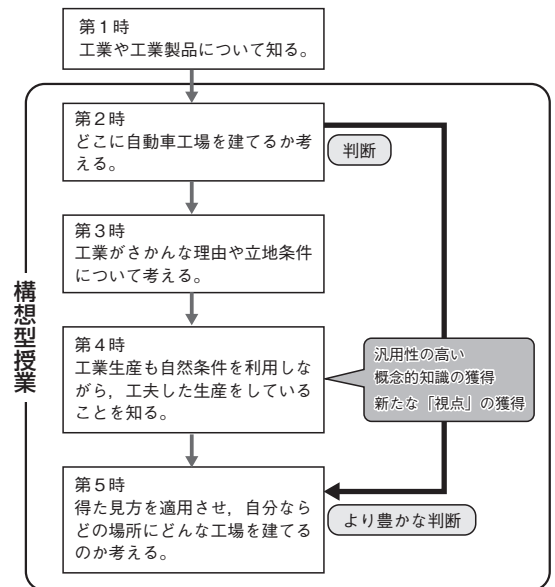 第1時
工業や工業製品について知る。
構想型授業
第2時
どこに自動車工場を建てるか考
える。
判断
第3時
工業がさかんな理由や立地条件
について考える。
第4時
工業生産も自然条件を利用しな
がら，工夫した生産をしている
ことを知る。
汎用性の高い
概念的知識の獲得
新たな「視点」の獲得
第5時
得た見方を適用させ，自分なら
どの場所にどんな工場を建てる
のか考える。
より豊かな判断